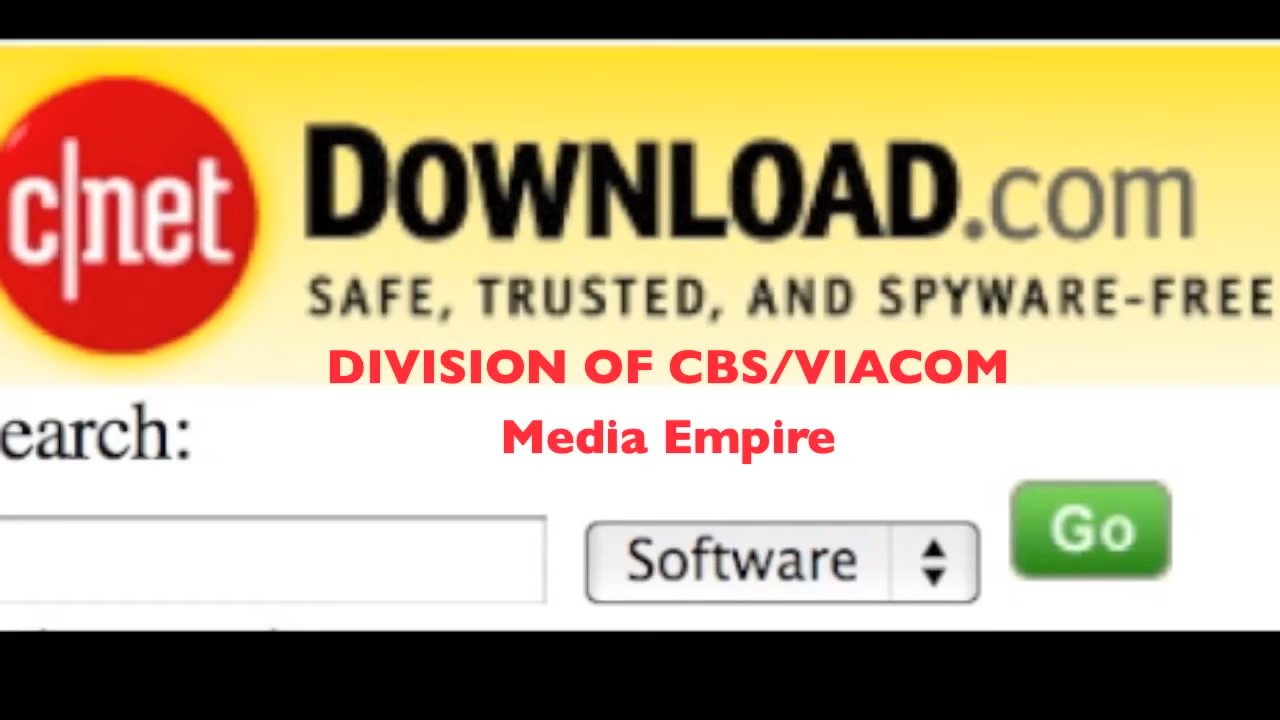 c|net
DOWNLOAD.com
SAFE, TRUSTED, AND SPYWARE-FREE
DIVISION OF CBS/VIACOM
Media Empire
earch:
Software
Go